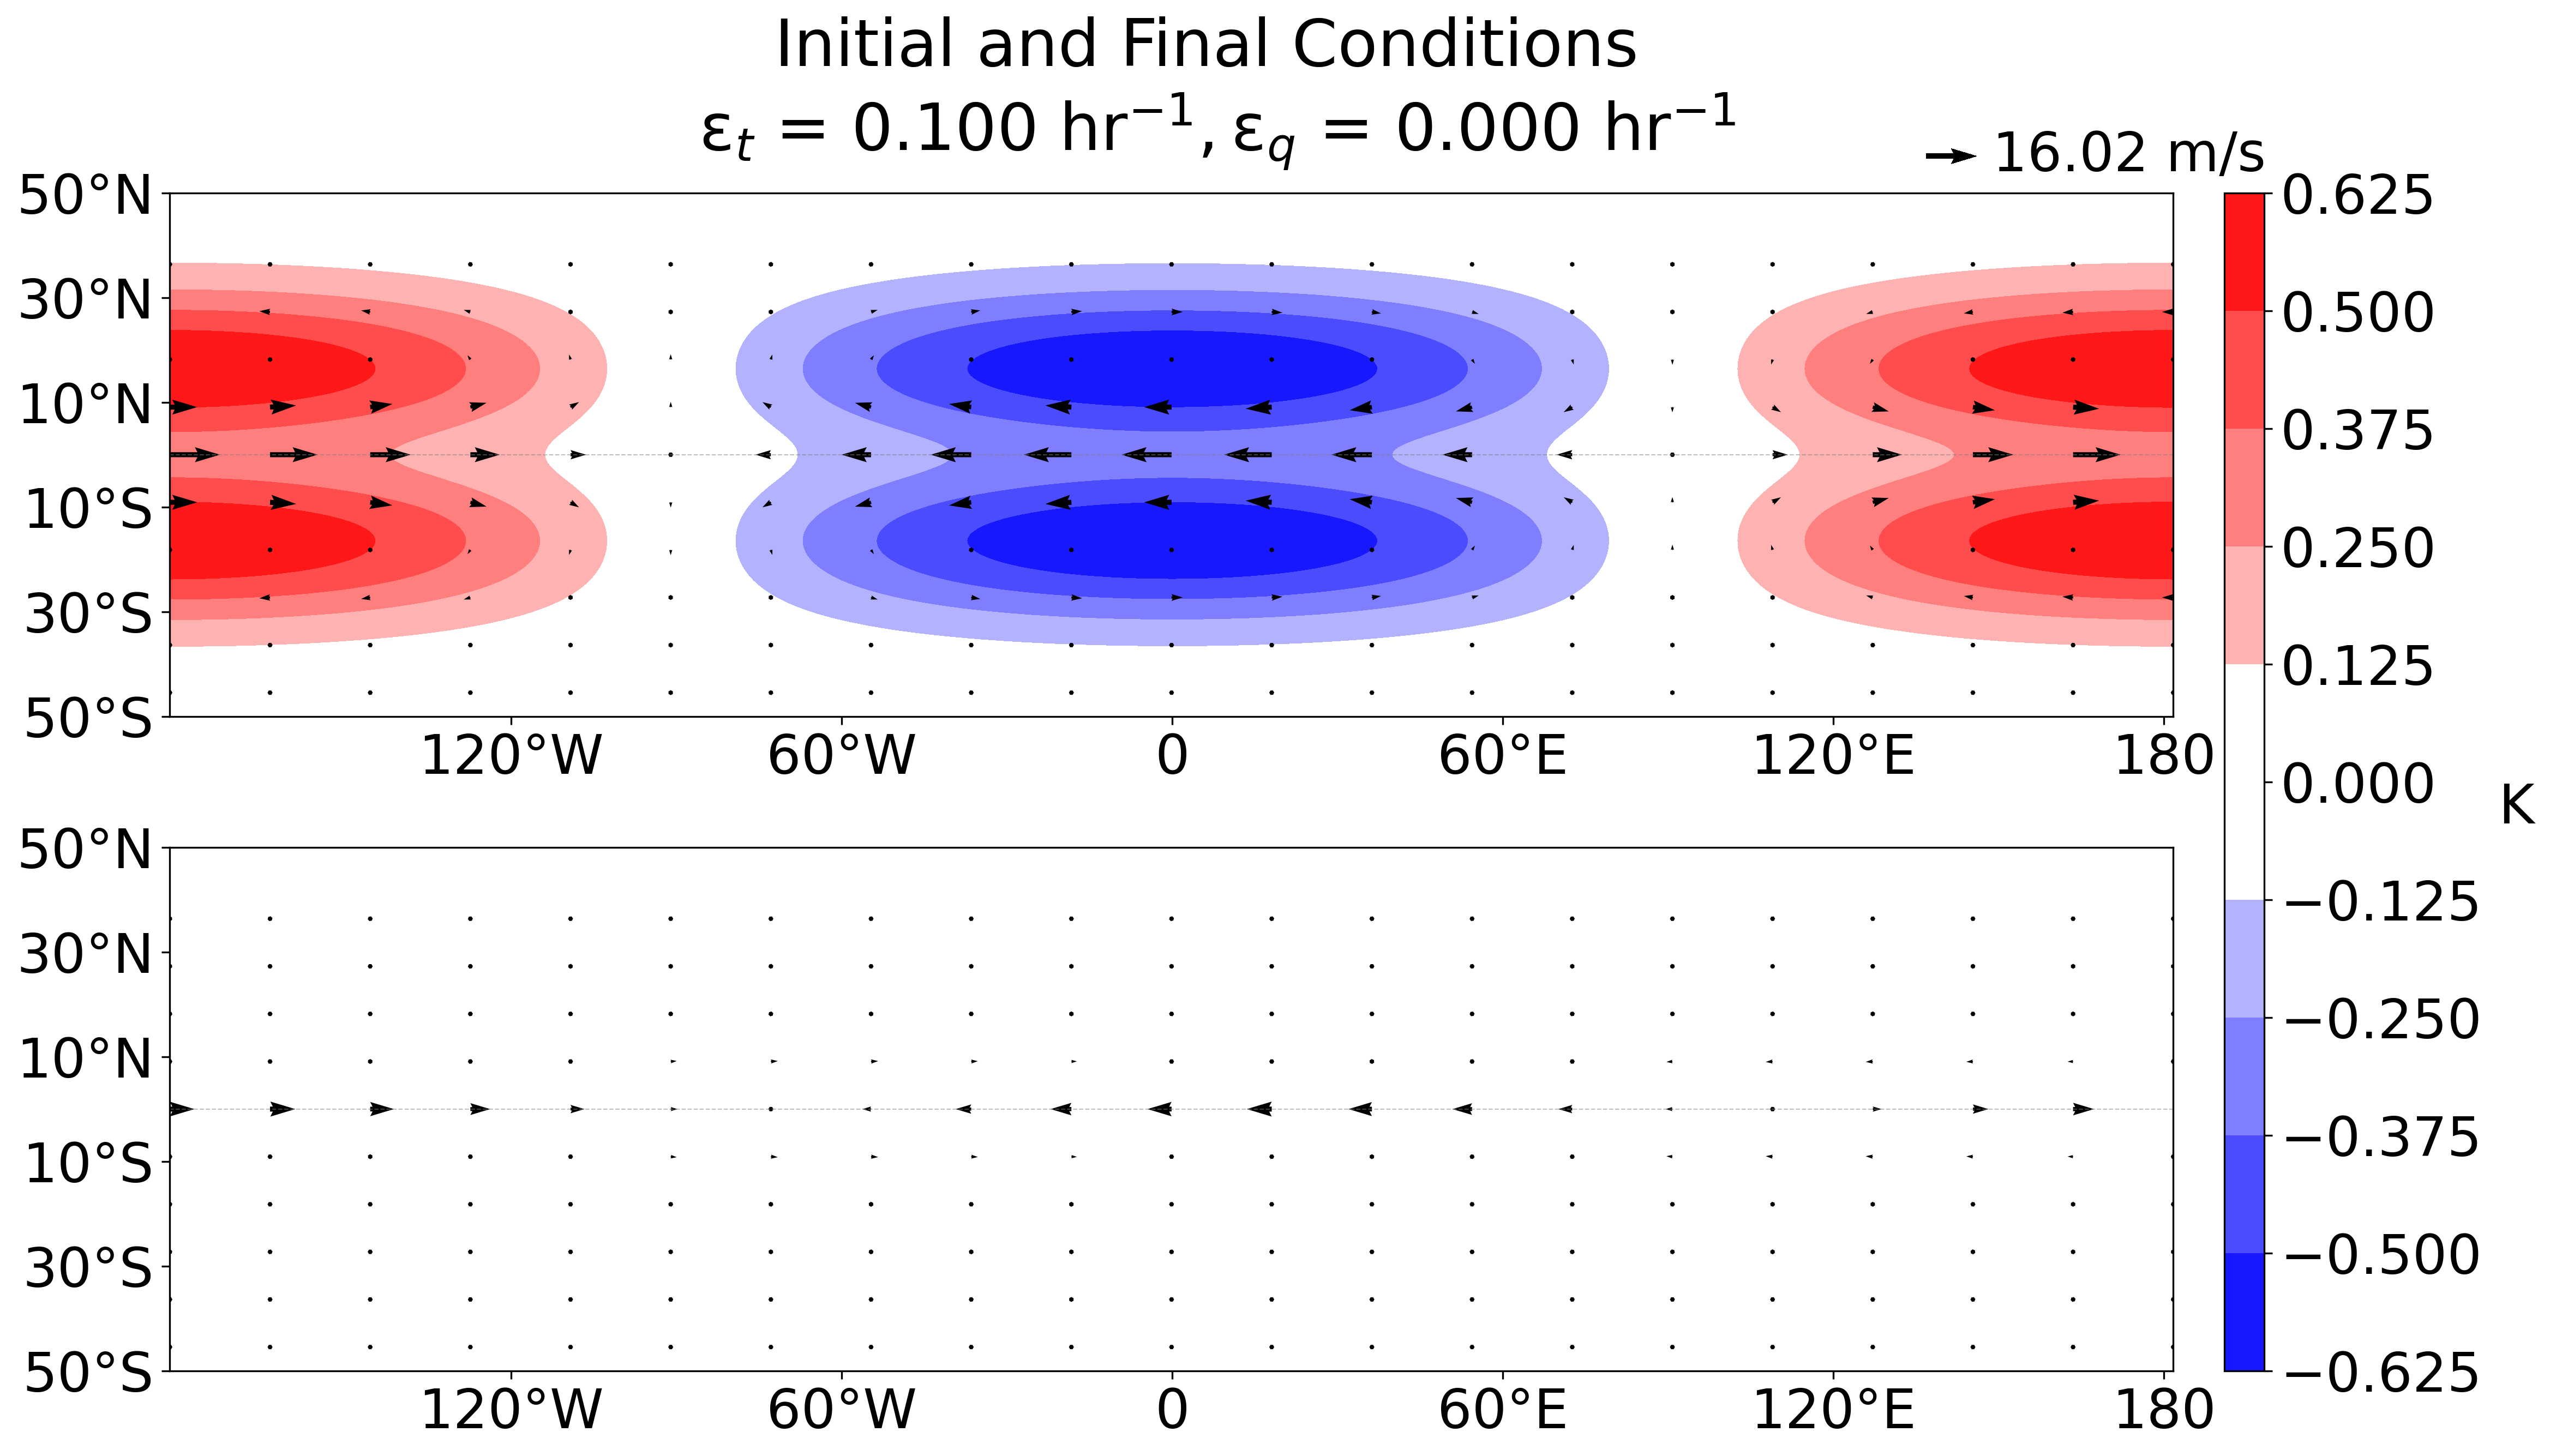 Initial and Final Conditions
εt = 0.100 hr−1, εq = 0.000 hr−1
16.02 m/s
50°N
30°N
10°N
10°S
30°S
50°S
120°W 60°W 0 60°E 120°E 180
50°N
30°N
10°N
10°S
30°S
50°S
120°W 60°W 0 60°E 120°E 180
0.625
0.500
0.375
0.250
0.125
0.000
−0.125
−0.250
−0.375
−0.500
−0.625
K